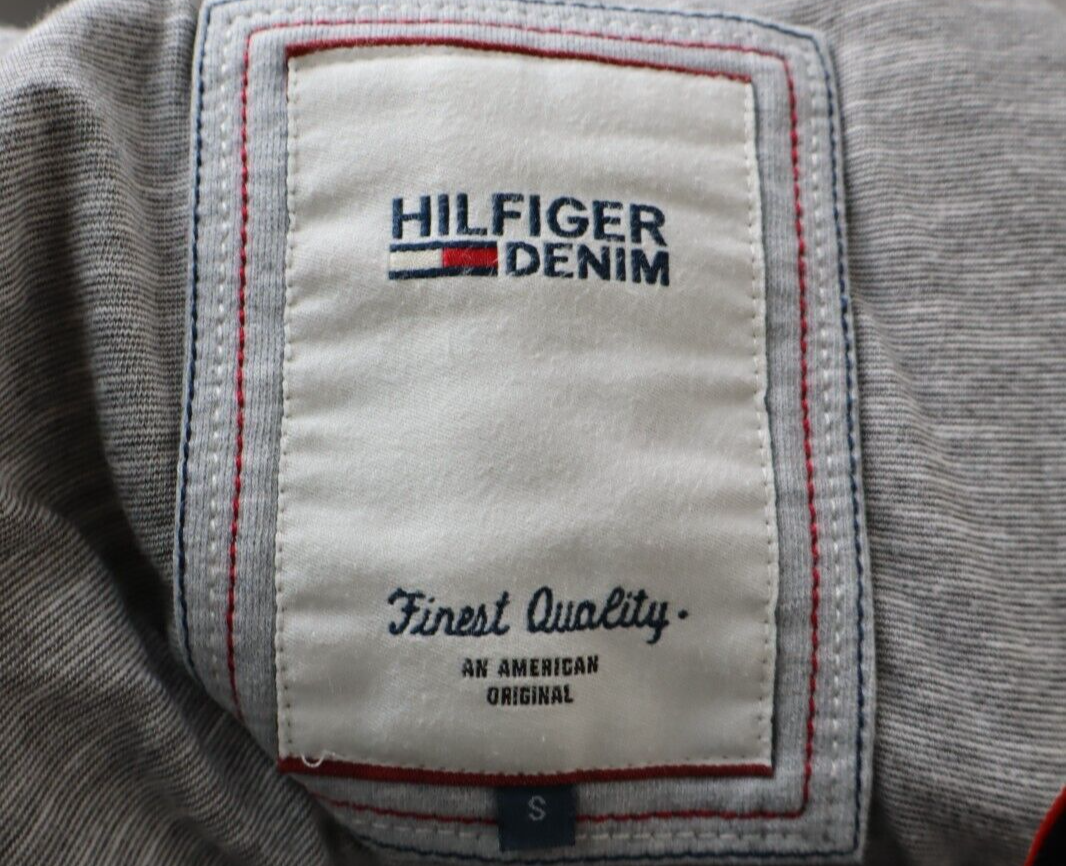 HILFIGER
DENIM
Finest Quality.
AN AMERICAN
ORIGINAL
S